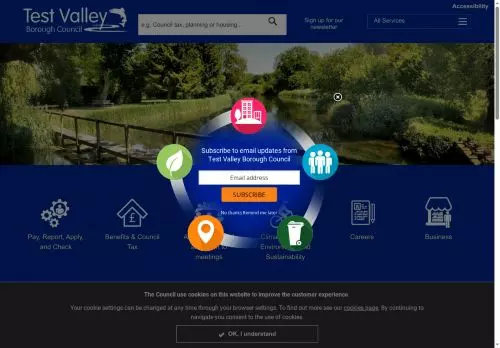 Accessibility
Test Valley
Borough Council
e.g. Council tax, planning or housing...
Sign up for our
newsletter
All Services
Subscribe to email updates from
Test Valley Borough Council
Email address
SUBSCRIBE
No thanks Remind me later
Pay, Report, Apply,
and Check
Benefits & Council
Tax
meetings
and
Sustainability
Careers
Business
The Council use cookies on this website to improve the customer experience
Your cookie settings can be changed at any time through your browser settings. To find out more see our cookies page. By continuing to
navigate you consent to the use of cookies.
OK, I understand